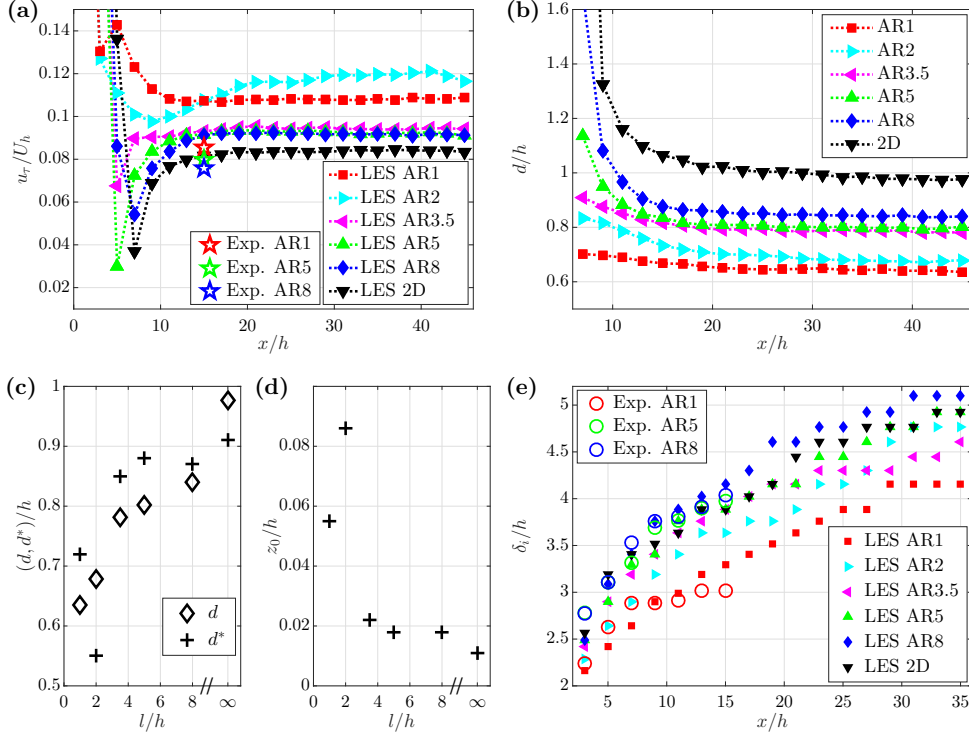 (a)
0.14
0.12
0.1
0.08
0.06
0.04
0.02
u_τ/U_h
0 10 20 30 40
x/h
Exp. AR1
Exp. AR5
Exp. AR8
LES AR1
LES AR2
LES AR3.5
LES AR5
LES AR8
LES 2D
(b)
1.6
1.4
1.2
1
0.8
0.6
d/h
10 20 30 40
x/h
AR1
AR2
AR3.5
AR5
AR8
2D
(c)
1
0.9
0.8
0.7
0.6
0.5
(d, d*)/h
0 2 4 6 8 // ∞
l/h
d
d*
(d)
0.08
0.06
0.04
0.02
0
z_0/h
0 2 4 6 8 // ∞
l/h
(e)
5
4.5
4
3.5
3
2.5
2
δ_i/h
5 10 15 20 25 30 35
x/h
Exp. AR1
Exp. AR5
Exp. AR8
LES AR1
LES AR2
LES AR3.5
LES AR5
LES AR8
LES 2D